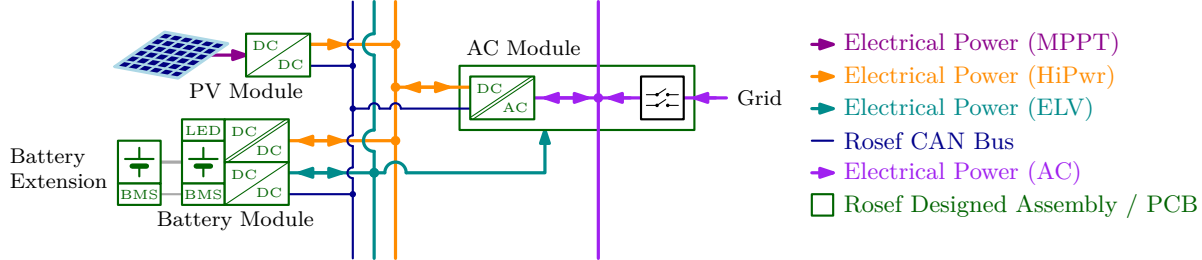 DC
DC
PV Module
AC Module
DC
AC
Grid
LED
DC
DC
DC
DC
BMS
BMS
Battery
Extension
Battery Module
Electrical Power (MPPT)
Electrical Power (HiPwr)
Electrical Power (ELV)
Rosef CAN Bus
Electrical Power (AC)
Rosef Designed Assembly / PCB